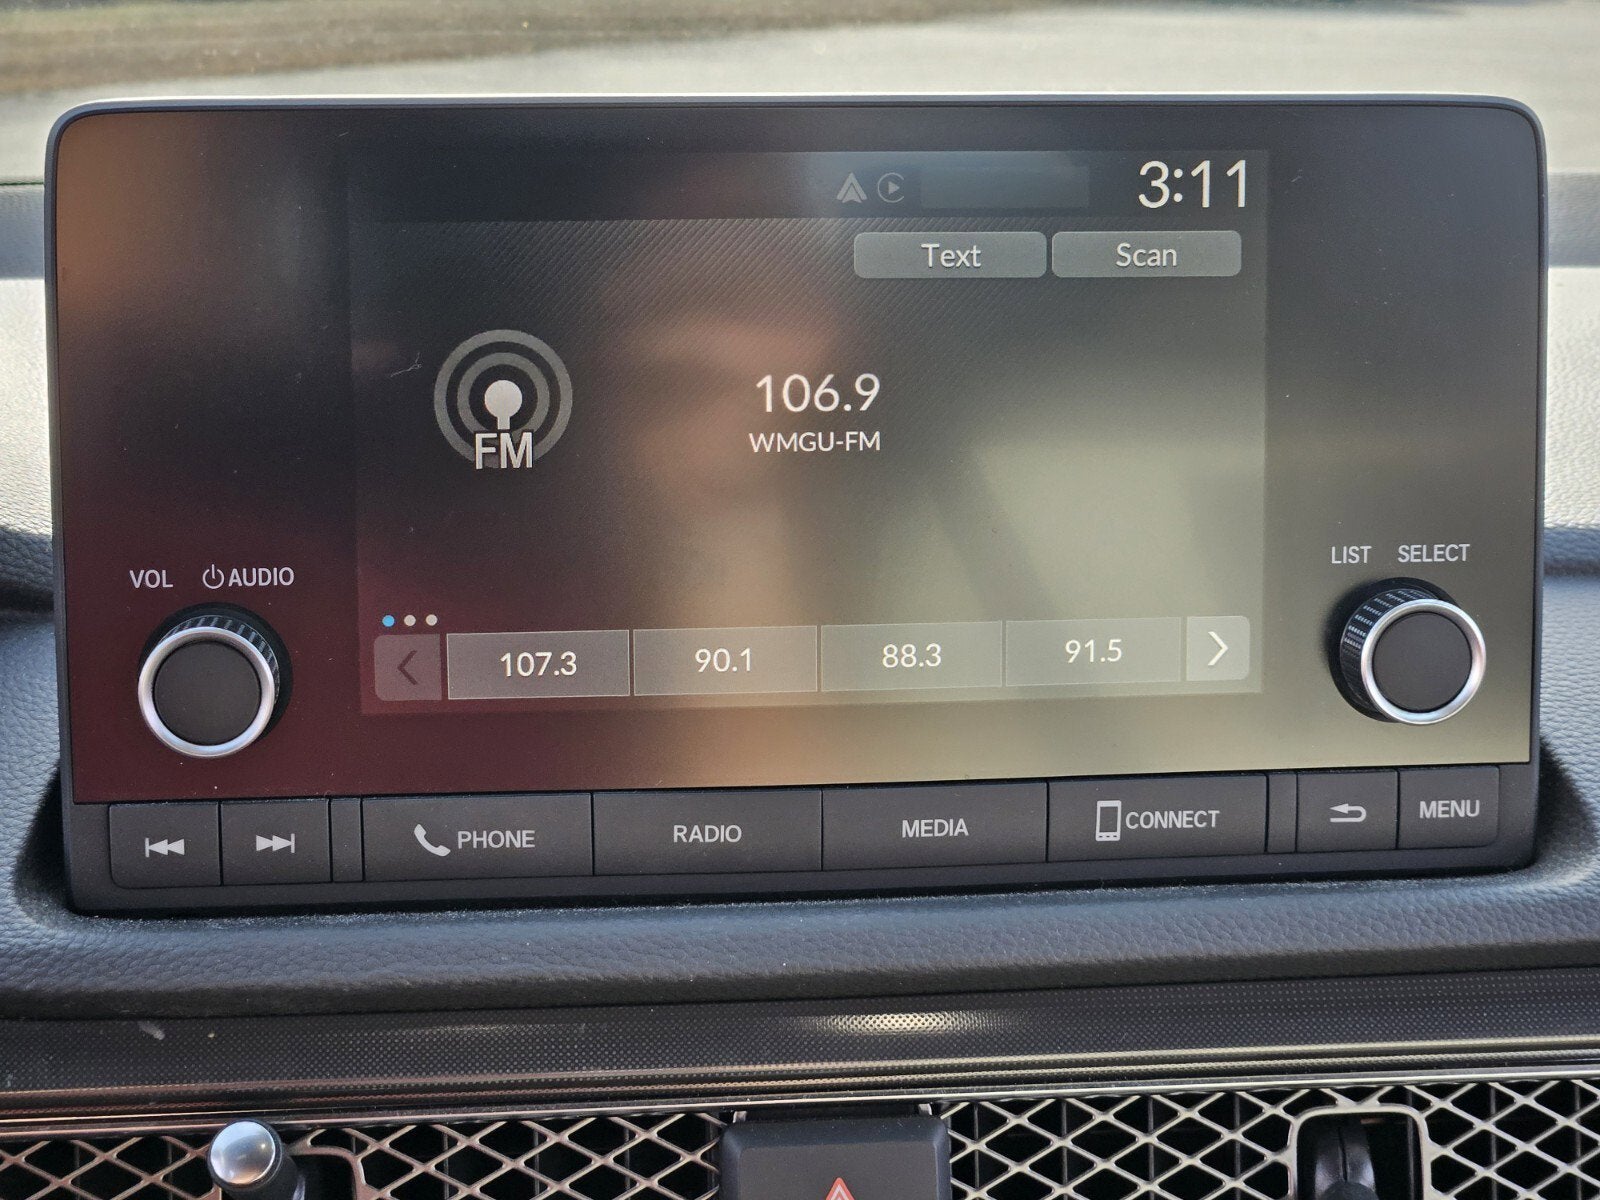 3:11
Text Scan
FM
106.9
WMGU-FM
VOL AUDIO
LIST SELECT
107.3 90.1 88.3 91.5
PHONE RADIO MEDIA CONNECT MENU